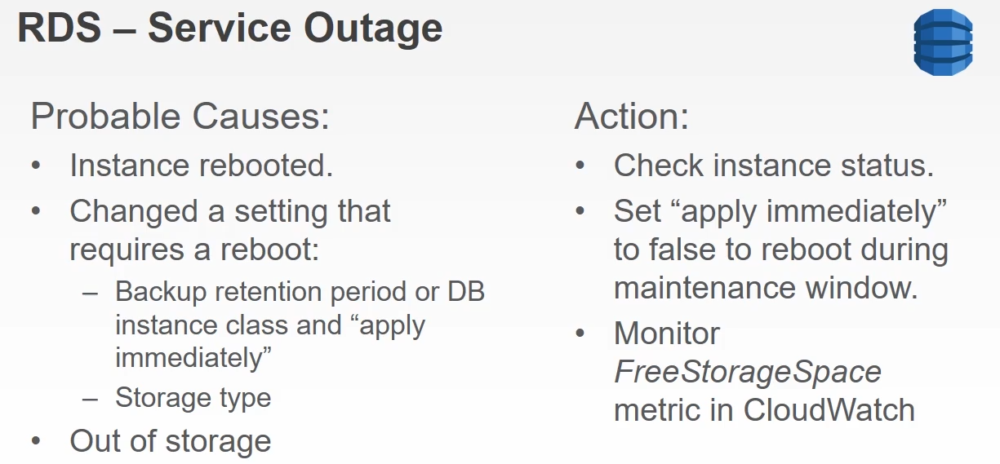 RDS – Service Outage
Probable Causes:
• Instance rebooted.
• Changed a setting that
requires a reboot:
– Backup retention period or DB
instance class and “apply
immediately”
– Storage type
• Out of storage
Action:
• Check instance status.
• Set “apply immediately”
to false to reboot during
maintenance window.
• Monitor
FreeStorageSpace
metric in CloudWatch